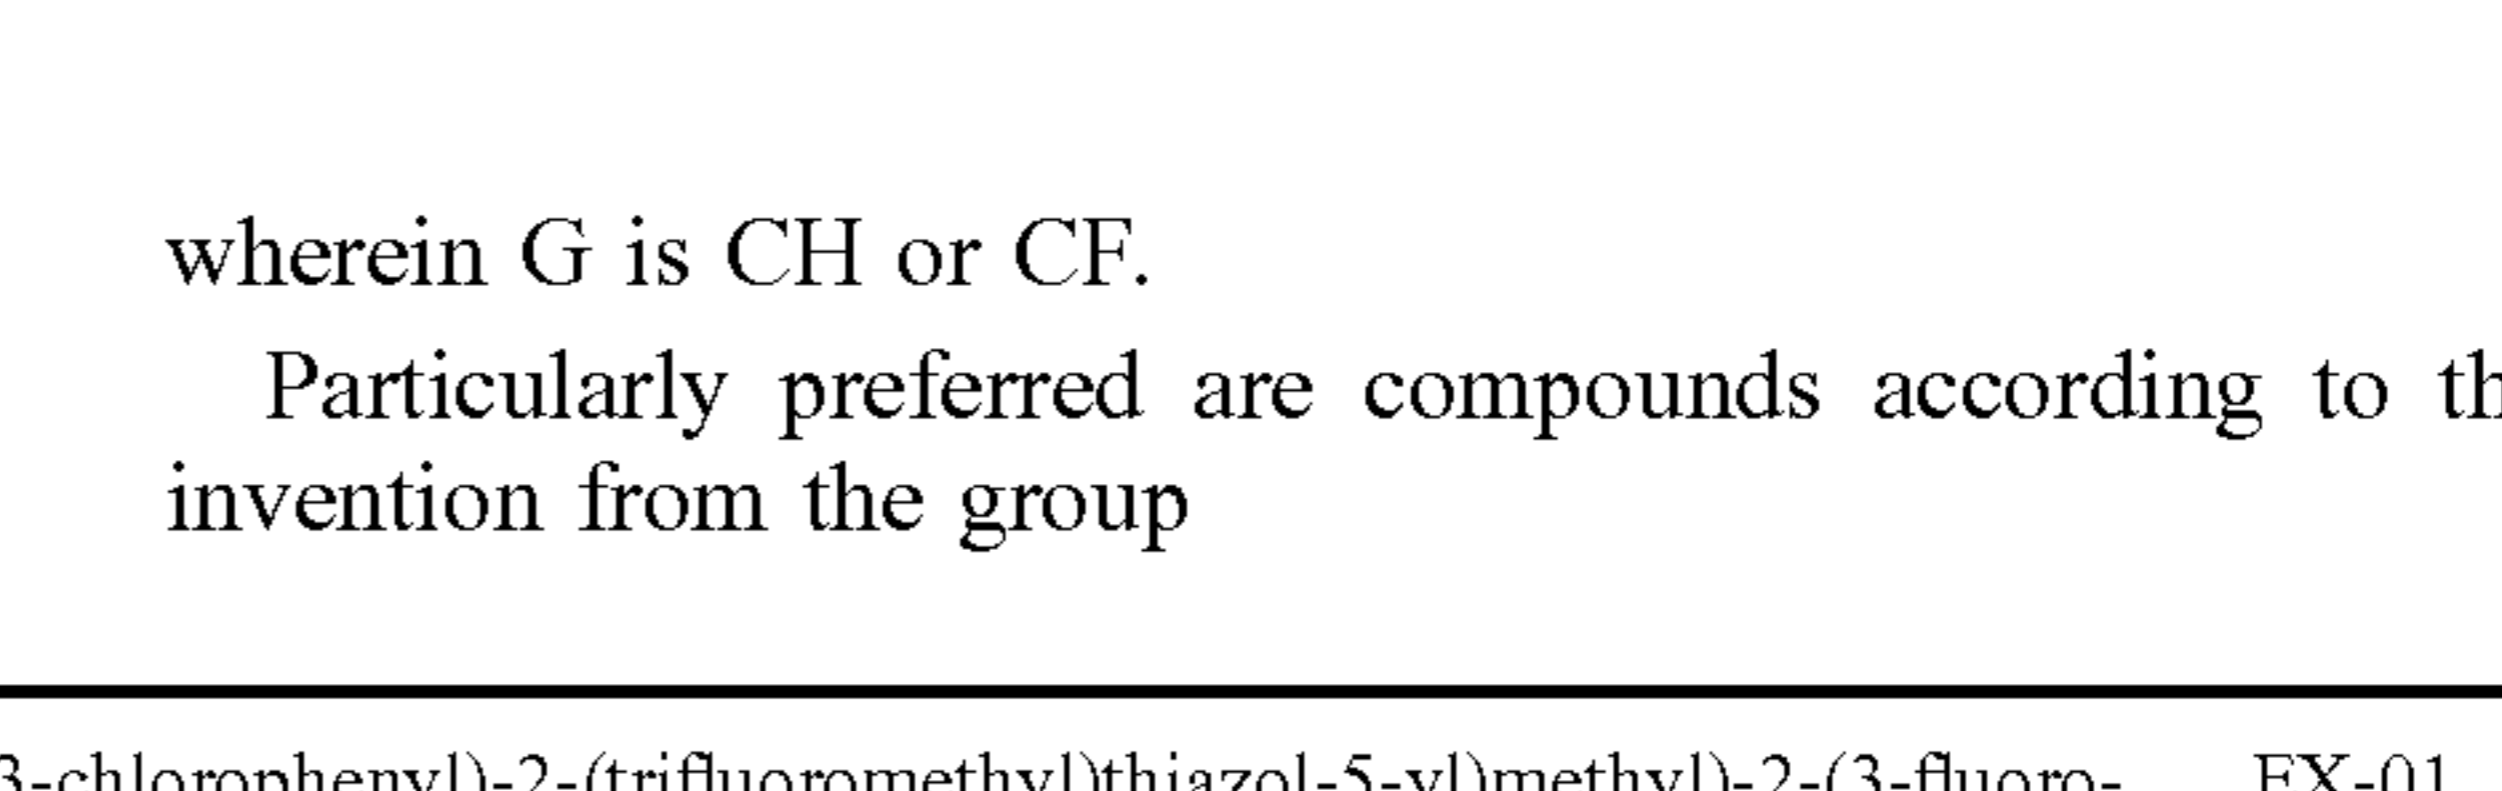 wherein G is CH or CF.
Particularly preferred are compounds according to th
invention from the group
3-chlorophenyl)-2-(trifluoromethyl)thiazol-5-yl)methyl)-2-(3-fluoro- EX-01